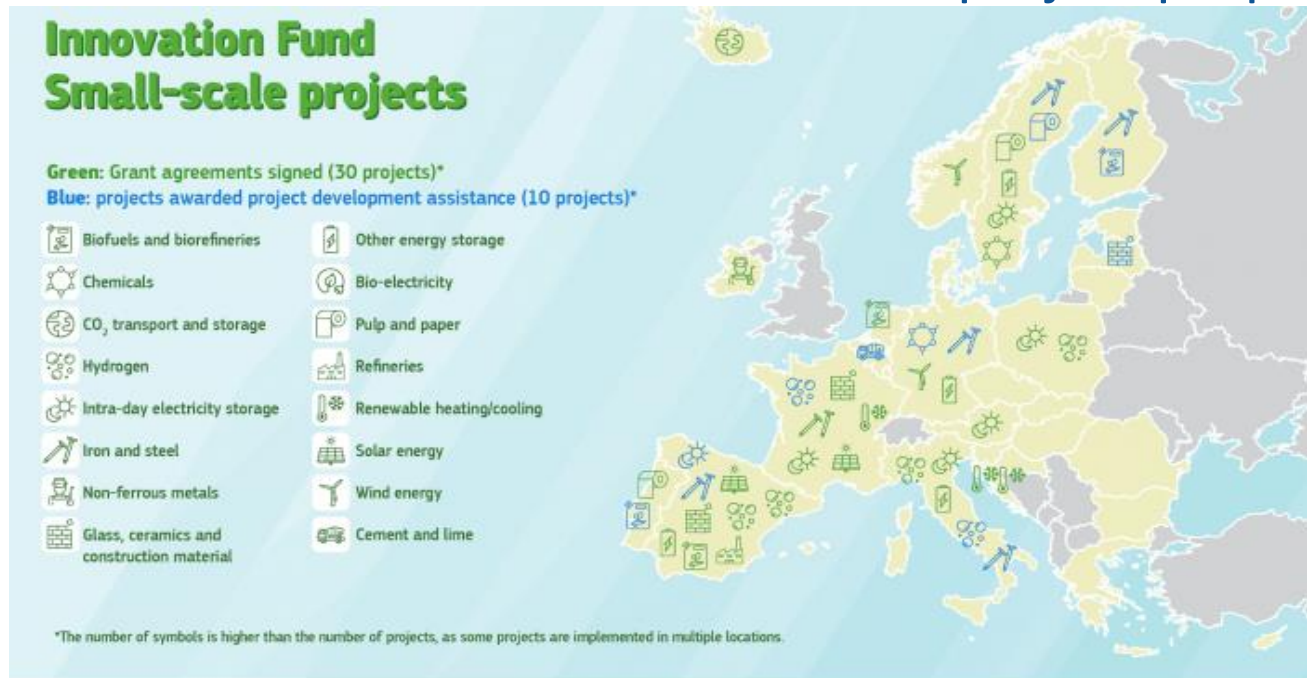 Innovation Fund
Small-scale projects
Green: Grant agreements signed (30 projects)*
Blue: projects awarded project development assistance (10 projects)*
Biofuels and biorefineries
Chemicals
CO₂ transport and storage
Hydrogen
Intra-day electricity storage
Iron and steel
Non-ferrous metals
Glass, ceramics and
construction material
Other energy storage
Bio-electricity
Pulp and paper
Refineries
Renewable heating/cooling
Solar energy
Wind energy
Cement and lime
*The number of symbols is higher than the number of projects, as some projects are implemented in multiple locations.